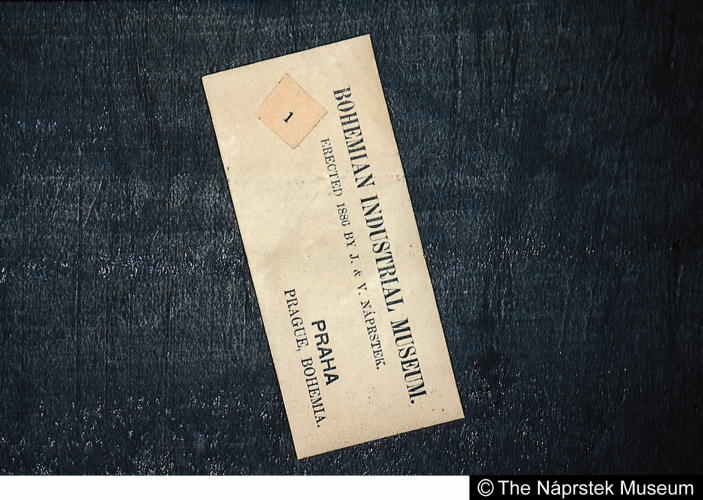 1
BOHEMIAN INDUSTRIAL MUSEUM.
ERECTED 1886 BY J. & V. NÁPRSTEK.
PRAHA
PRAGUE, BOHEMIA.
© The Náprstek Museum